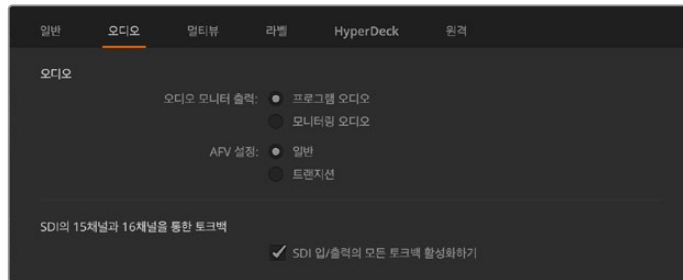 일반 오디오 멀티뷰 라벨 HyperDeck 원격
오디오
오디오 모니터 출력: 프로그램 오디오
모니터링 오디오
AFV 설정: 일반
트랜지션
SDI의 15채널과 16채널을 통한 토크백
SDI 입/출력의 모든 토크백 활성화하기